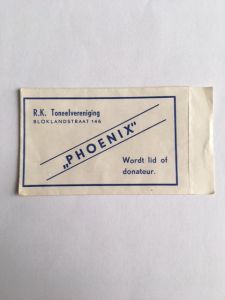 R.K. Toneelvereniging
BLOKLANDSTRAAT 146
„PHOENIX"
Wordt lid of
donateur.